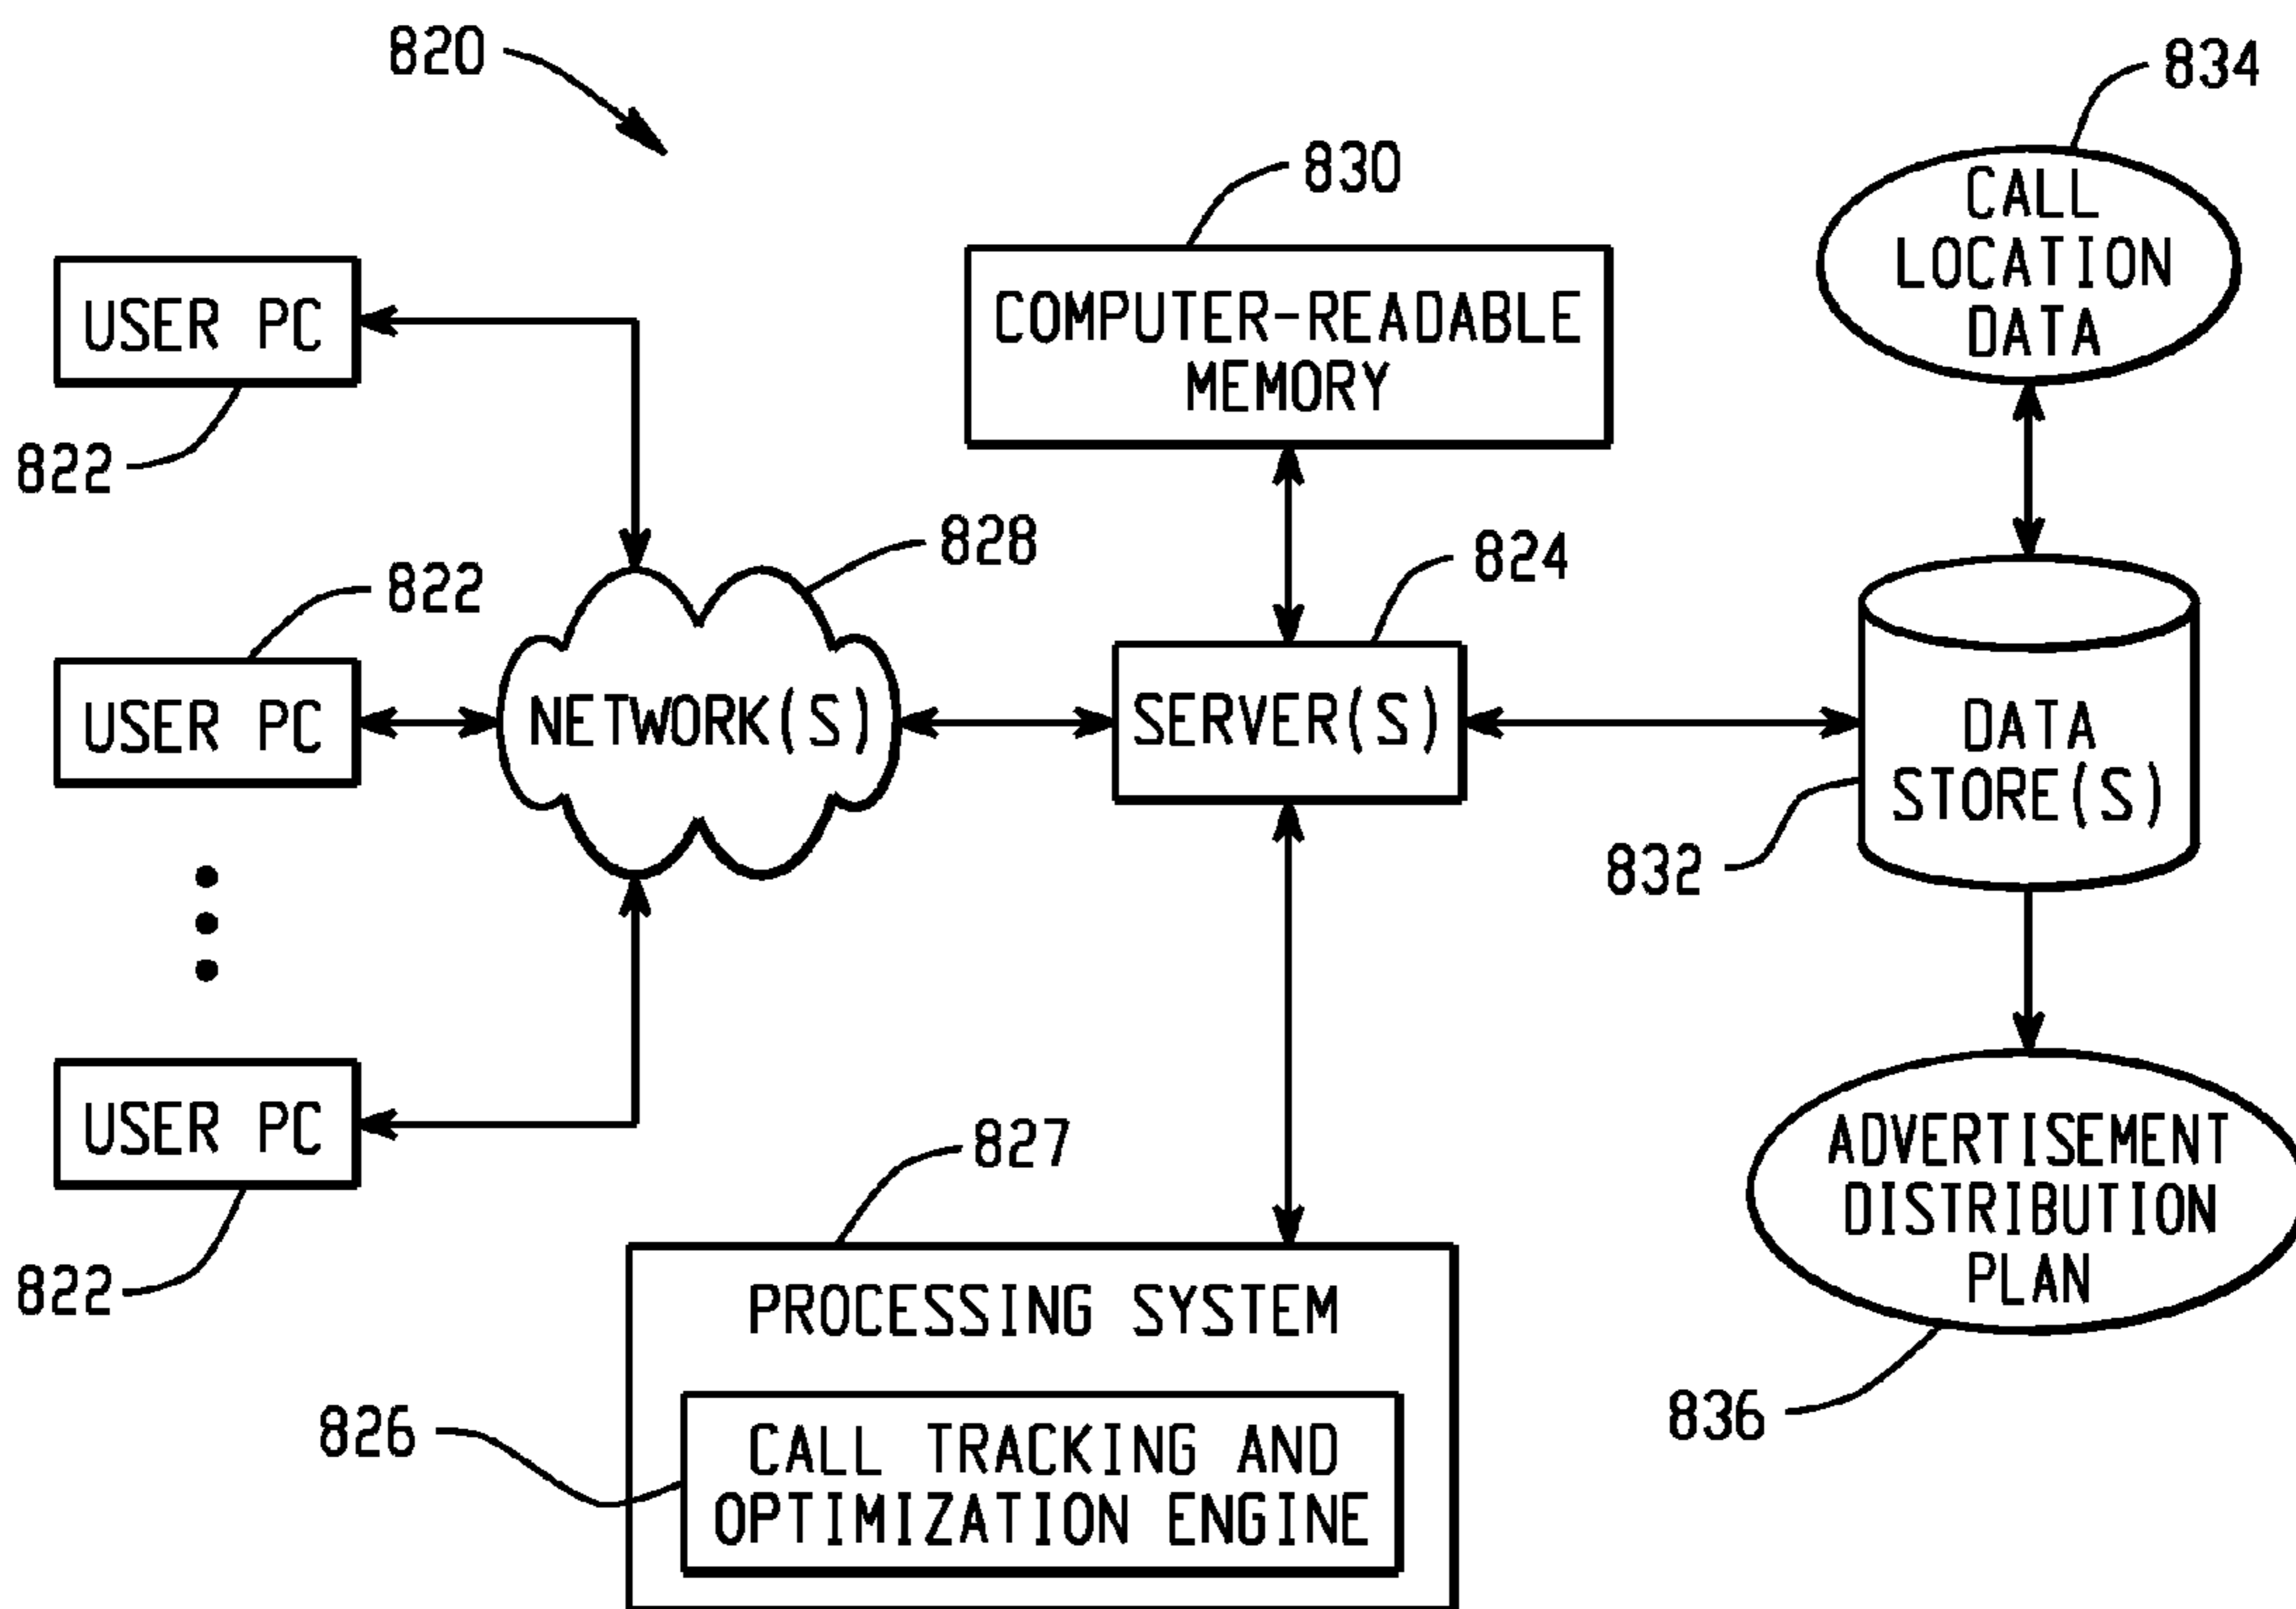 820
834
830
CALL
LOCATION
DATA
USER PC
COMPUTER-READABLE
MEMORY
822
828
824
822
USER PC
NETWORK(S)
SERVER(S)
DATA
STORE(S)
832
USER PC
827
ADVERTISEMENT
DISTRIBUTION
PLAN
822
PROCESSING SYSTEM
836
826
CALL TRACKING AND
OPTIMIZATION ENGINE